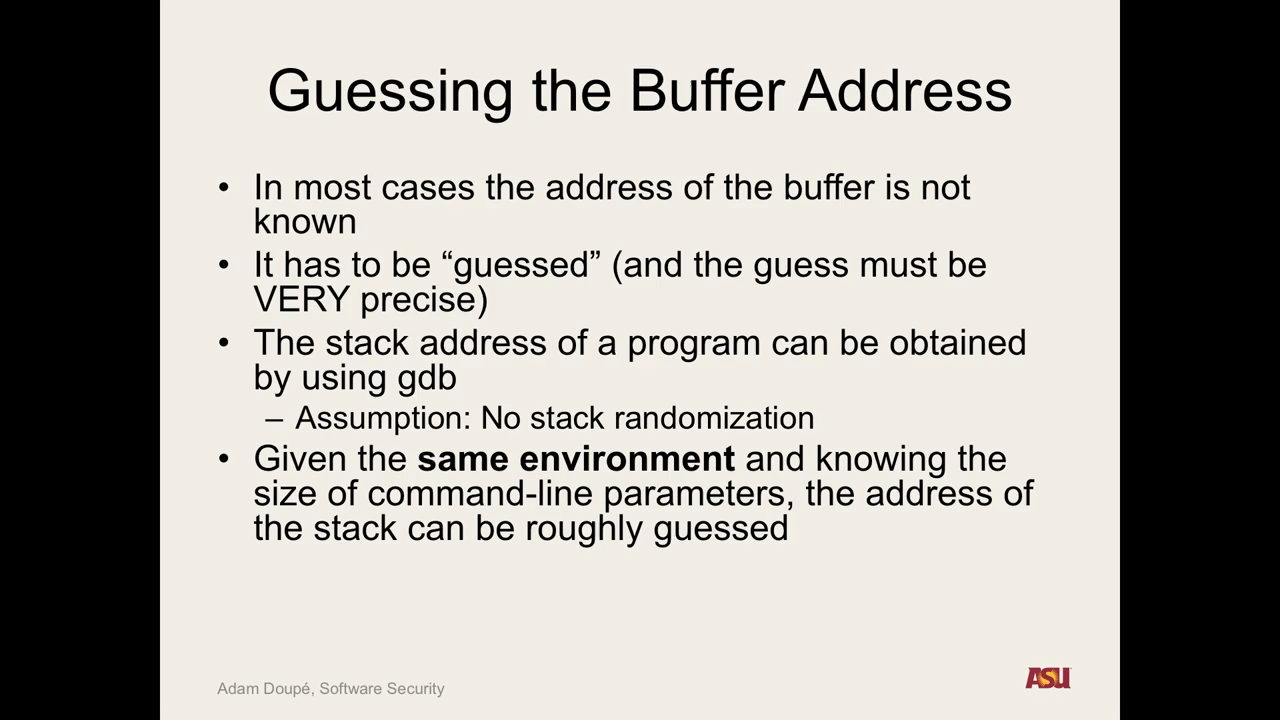 Guessing the Buffer Address
• In most cases the address of the buffer is not
known
• It has to be “guessed” (and the guess must be
VERY precise)
• The stack address of a program can be obtained
by using gdb
– Assumption: No stack randomization
• Given the same environment and knowing the
size of command-line parameters, the address of
the stack can be roughly guessed
Adam Doupé, Software Security
ASU